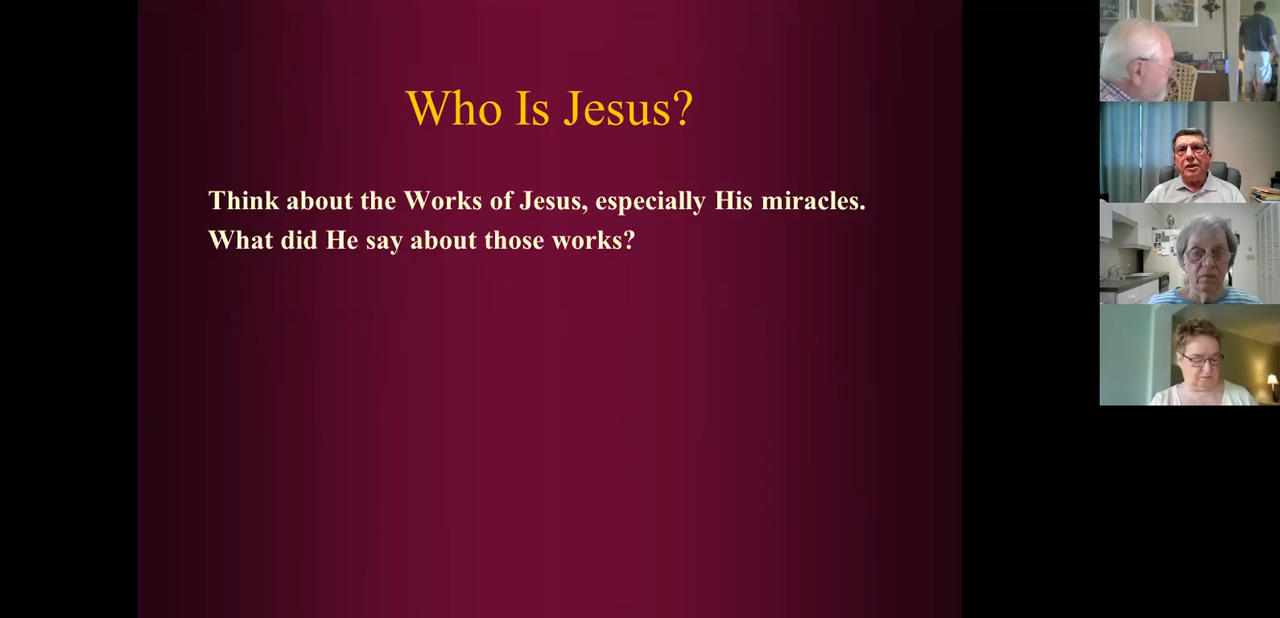 Who Is Jesus?
Think about the Works of Jesus, especially His miracles.
What did He say about those works?